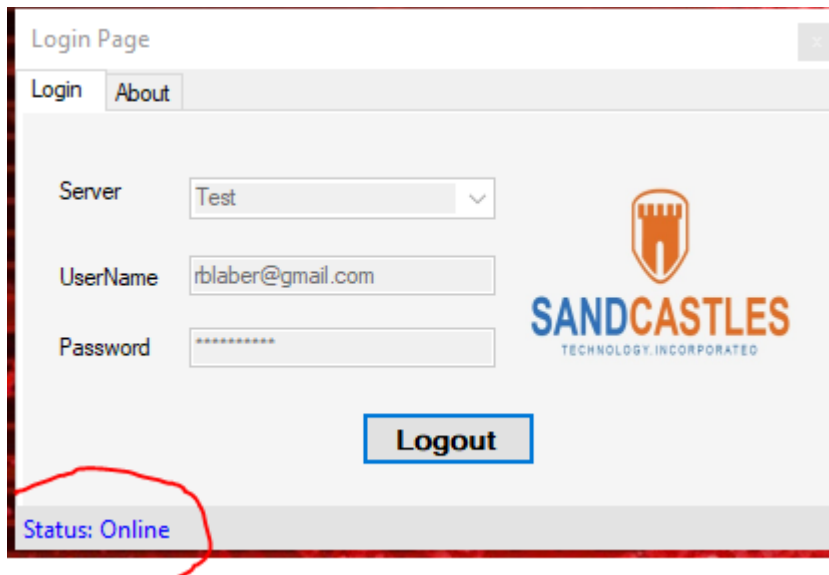 Login Page
x
Login About
Server Test
UserName rblaber@gmail.com
Password **********
SANDCASTLES
TECHNOLOGY.INCORPORATED
Logout
Status: Online